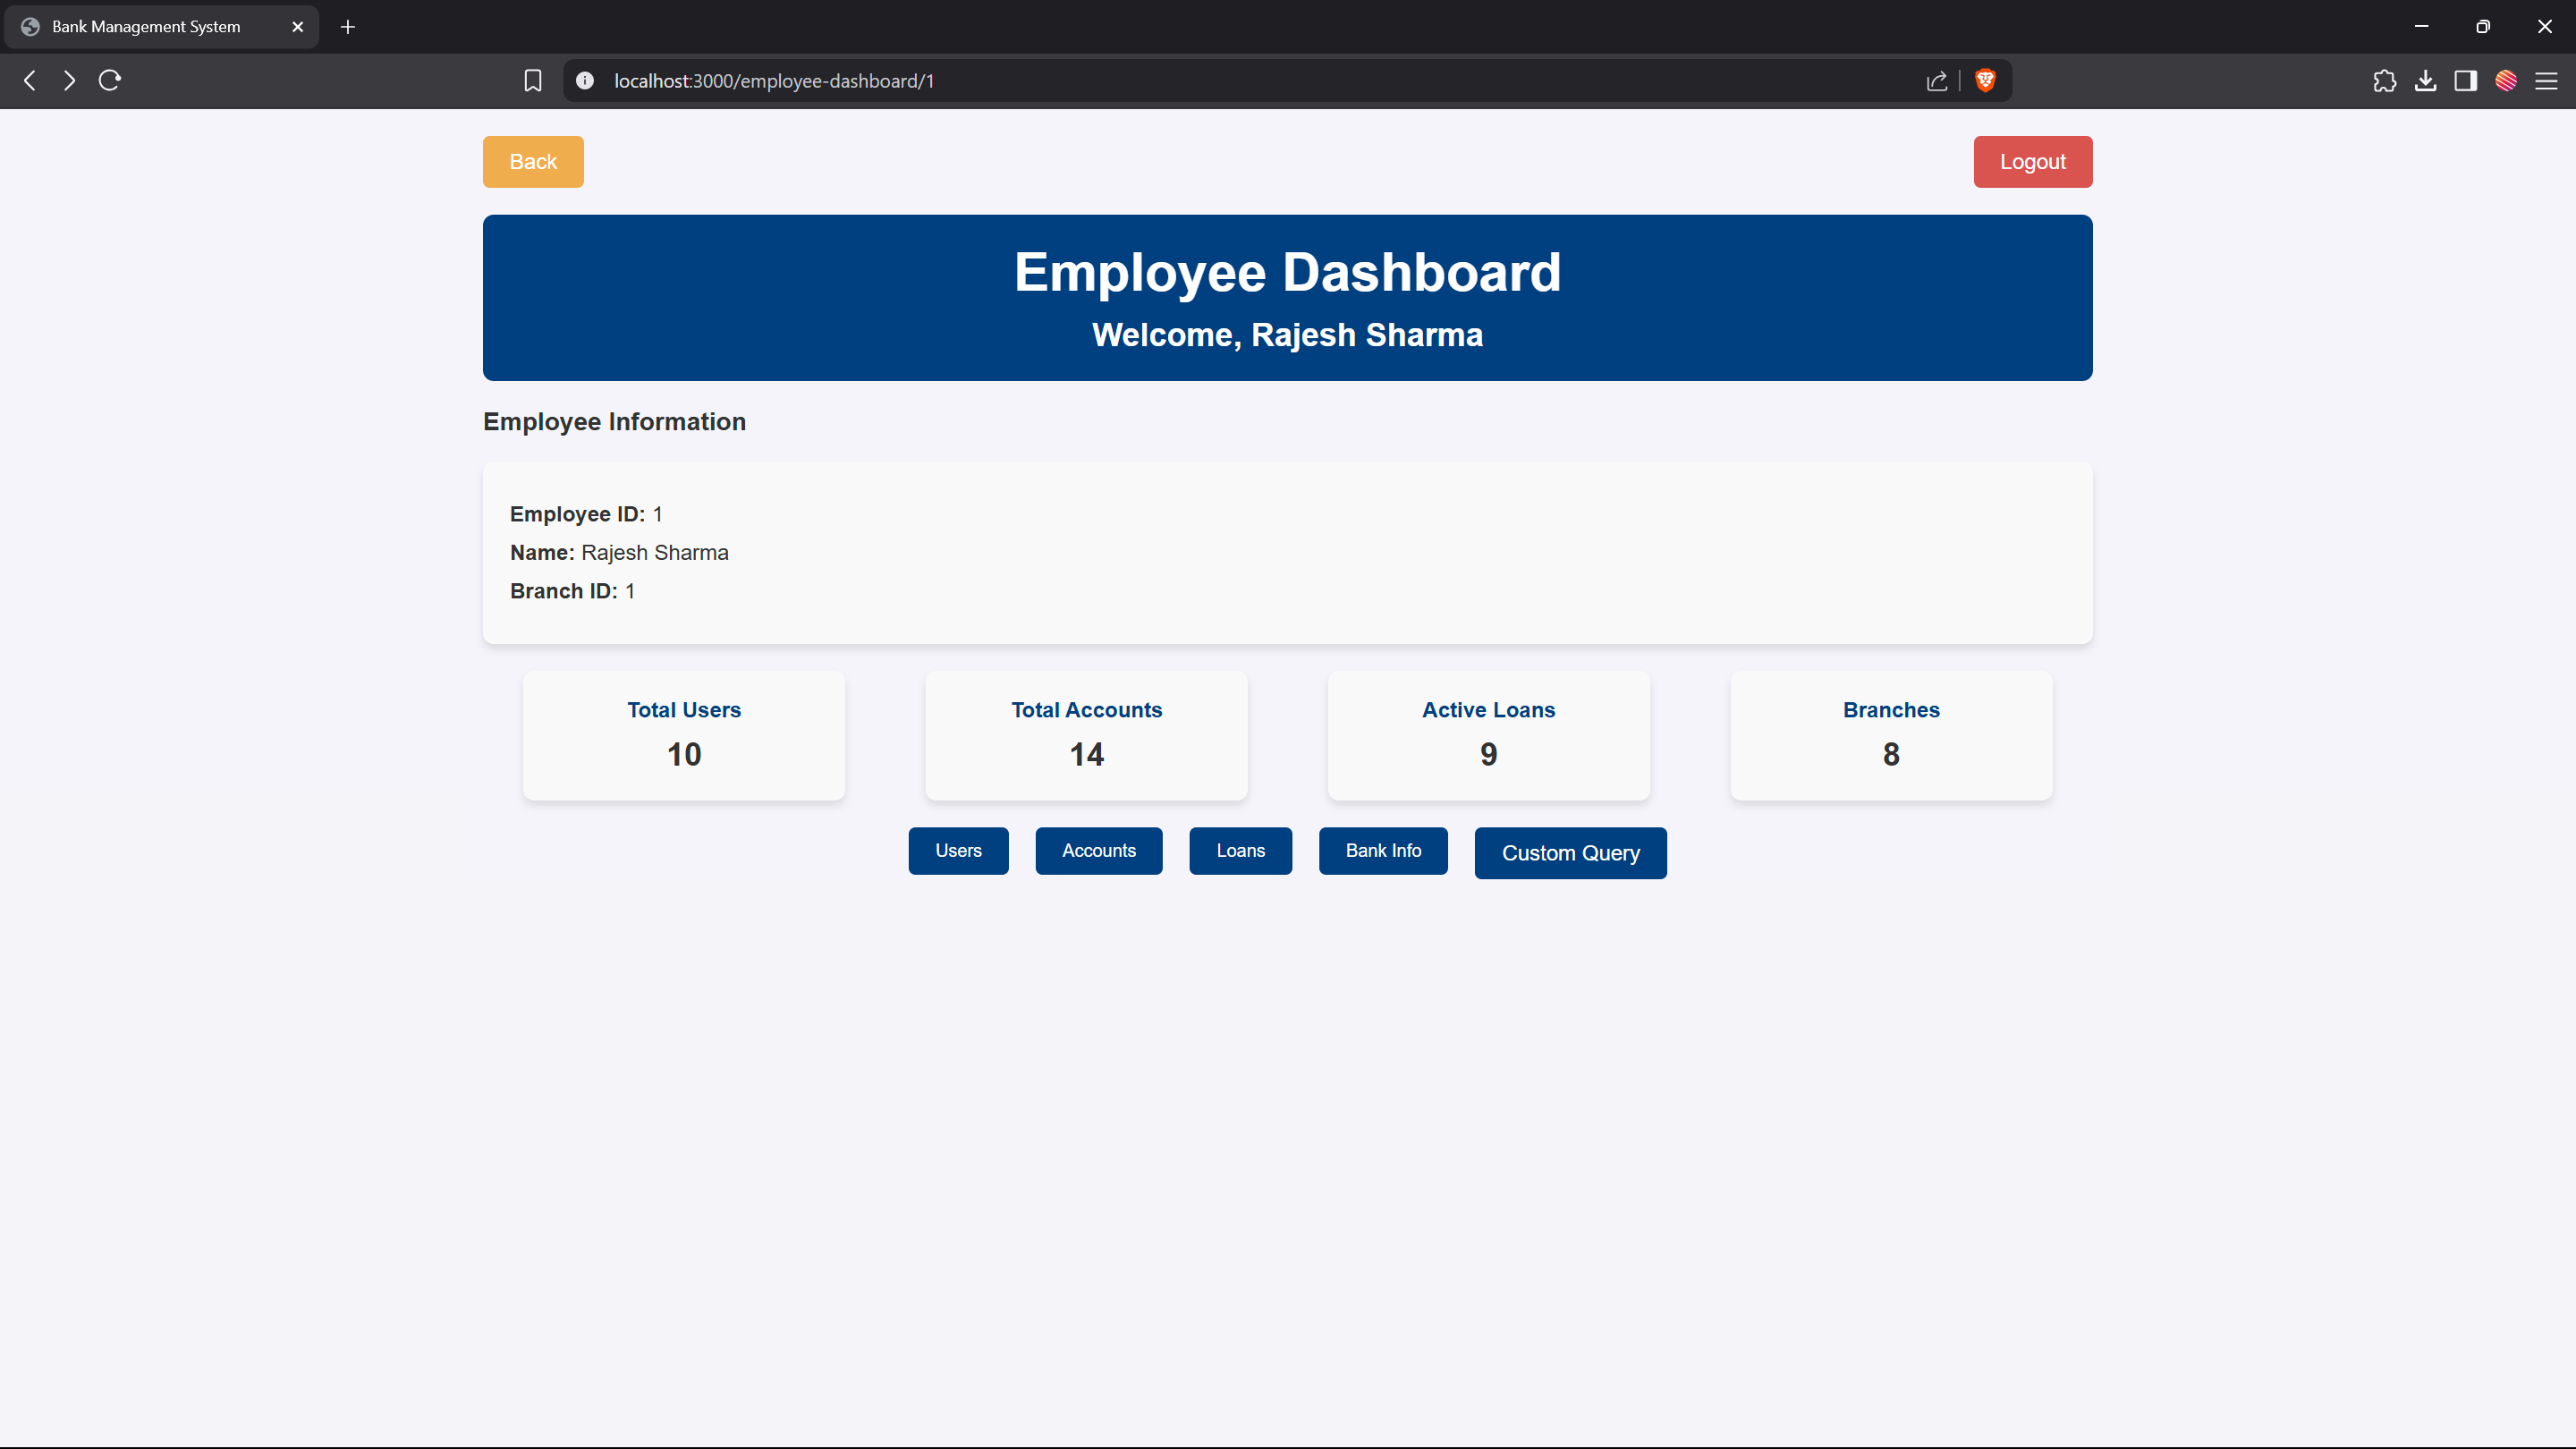 Bank Management System
localhost:3000/employee-dashboard/1
Back
Logout
Employee Dashboard
Welcome, Rajesh Sharma
Employee Information
Employee ID: 1
Name: Rajesh Sharma
Branch ID: 1
Total Users
10
Total Accounts
14
Active Loans
9
Branches
8
Users
Accounts
Loans
Bank Info
Custom Query